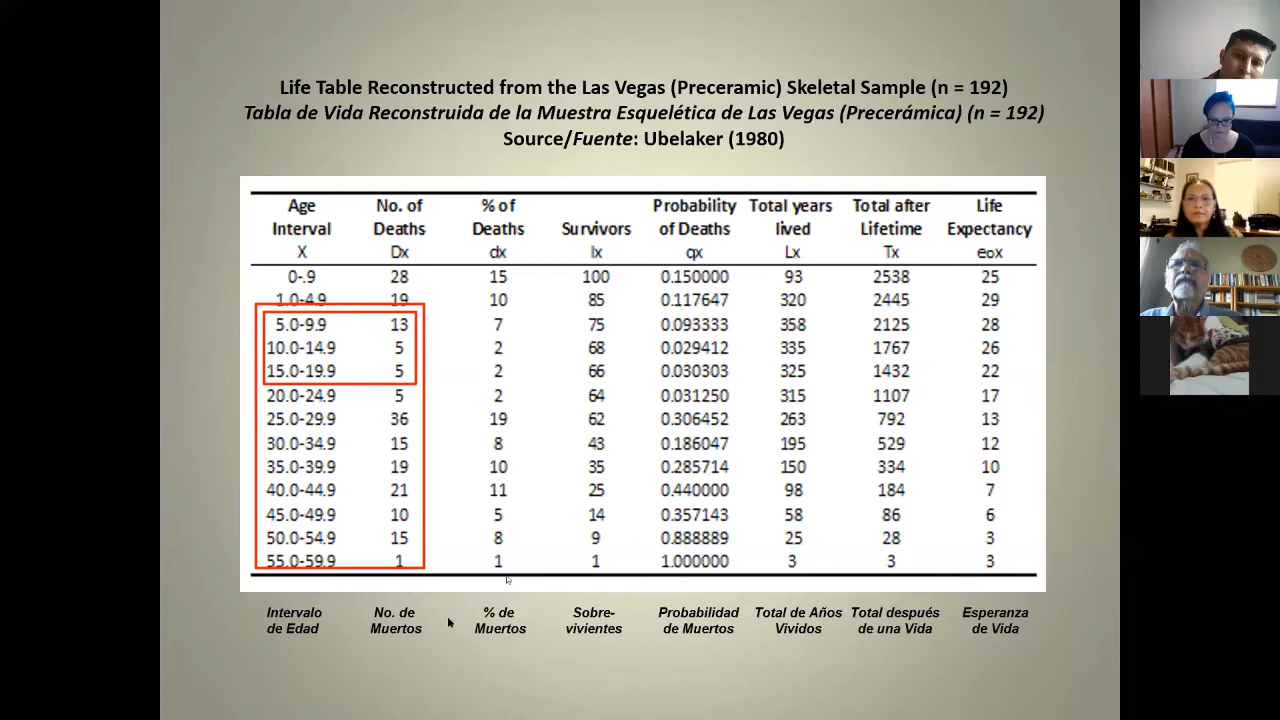 Life Table Reconstructed from the Las Vegas (Preceramic) Skeletal Sample (n = 192)
Tabla de Vida Reconstruida de la Muestra Esquelética de Las Vegas (Precerámica) (n = 192)
Source/Fuente: Ubelaker (1980)
Age No. of % of Probability Total years Total after Life
Interval Deaths Deaths Survivors of Deaths lived Lifetime Expectancy
X Dx dx lx qx Lx Tx eox
0-.9 28 15 100 0.150000 93 2538 25
1.0-4.9 19 10 85 0.117647 320 2445 29
5.0-9.9 13 7 75 0.093333 358 2125 28
10.0-14.9 5 2 68 0.029412 335 1767 26
15.0-19.9 5 2 66 0.030303 325 1432 22
20.0-24.9 5 2 64 0.031250 315 1107 17
25.0-29.9 36 19 62 0.306452 263 792 13
30.0-34.9 15 8 43 0.186047 195 529 12
35.0-39.9 19 10 35 0.285714 150 334 10
40.0-44.9 21 11 25 0.440000 98 184 7
45.0-49.9 10 5 14 0.357143 58 86 6
50.0-54.9 15 8 9 0.888889 25 28 3
55.0-59.9 1 1 1 1.000000 3 3 3
Intervalo No. de % de Sobre- Probabilidad Total de Años Total después Esperanza
de Edad Muertos Muertos vivientes de Muertos Vividos de una Vida de Vida